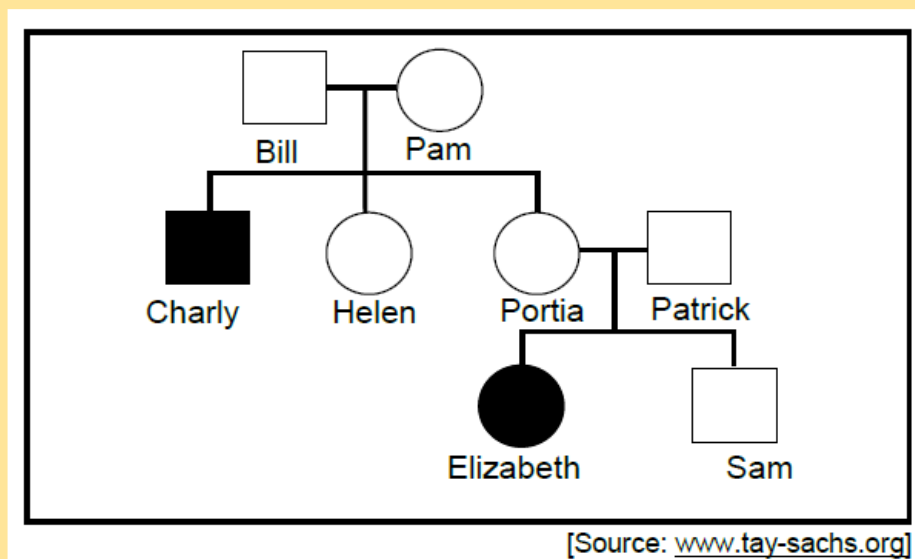 Bill Pam
Charly Helen Portia Patrick
Elizabeth Sam
[Source: www.tay-sachs.org]